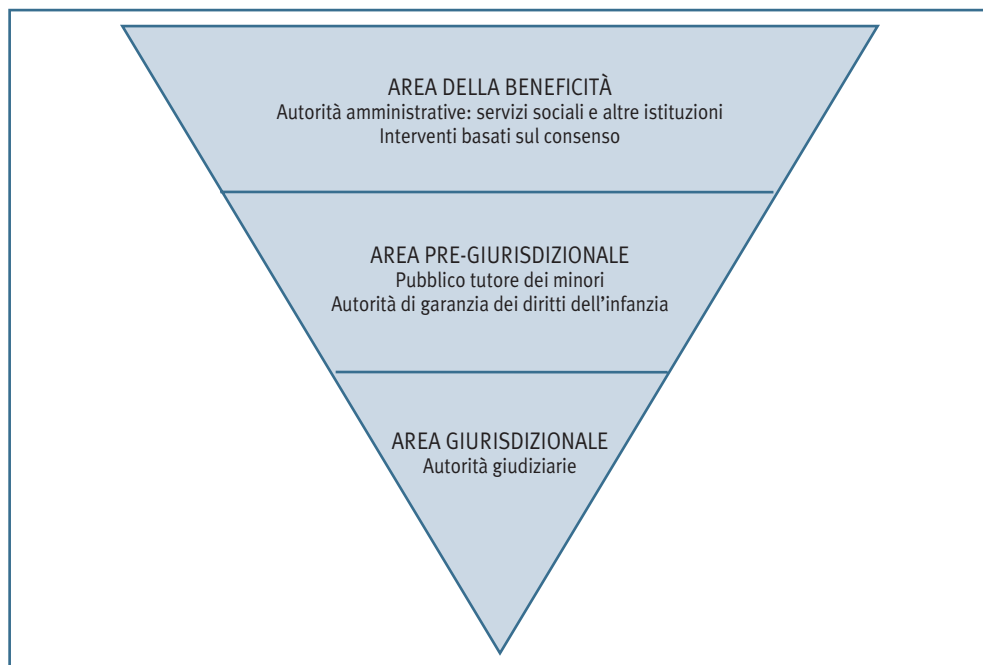 AREA DELLA BENEFICITÀ
Autorità amministrative: servizi sociali e altre istituzioni
Interventi basati sul consenso
AREA PRE-GIURISDIZIONALE
Pubblico tutore dei minori
Autorità di garanzia dei diritti dell’infanzia
AREA GIURISDIZIONALE
Autorità giudiziarie